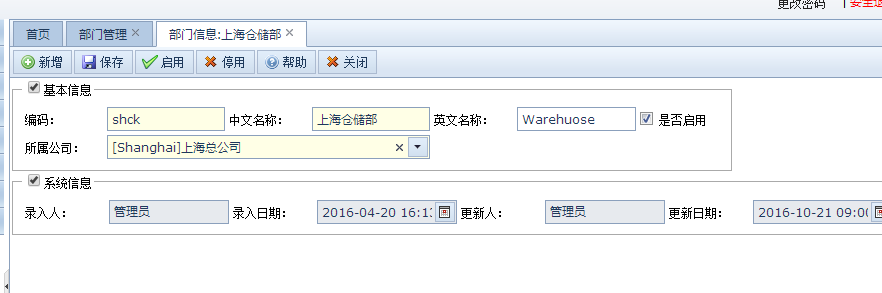 更改密码
首页 部门管理 部门信息:上海仓储部
新增 保存 启用 停用 帮助 关闭
基本信息
编码: shck 中文名称: 上海仓储部 英文名称: Warehuose 是否启用
所属公司: [Shanghai]上海总公司
系统信息
录入人: 管理员 录入日期: 2016-04-20 16:1 更新人: 管理员 更新日期: 2016-10-21 09:00